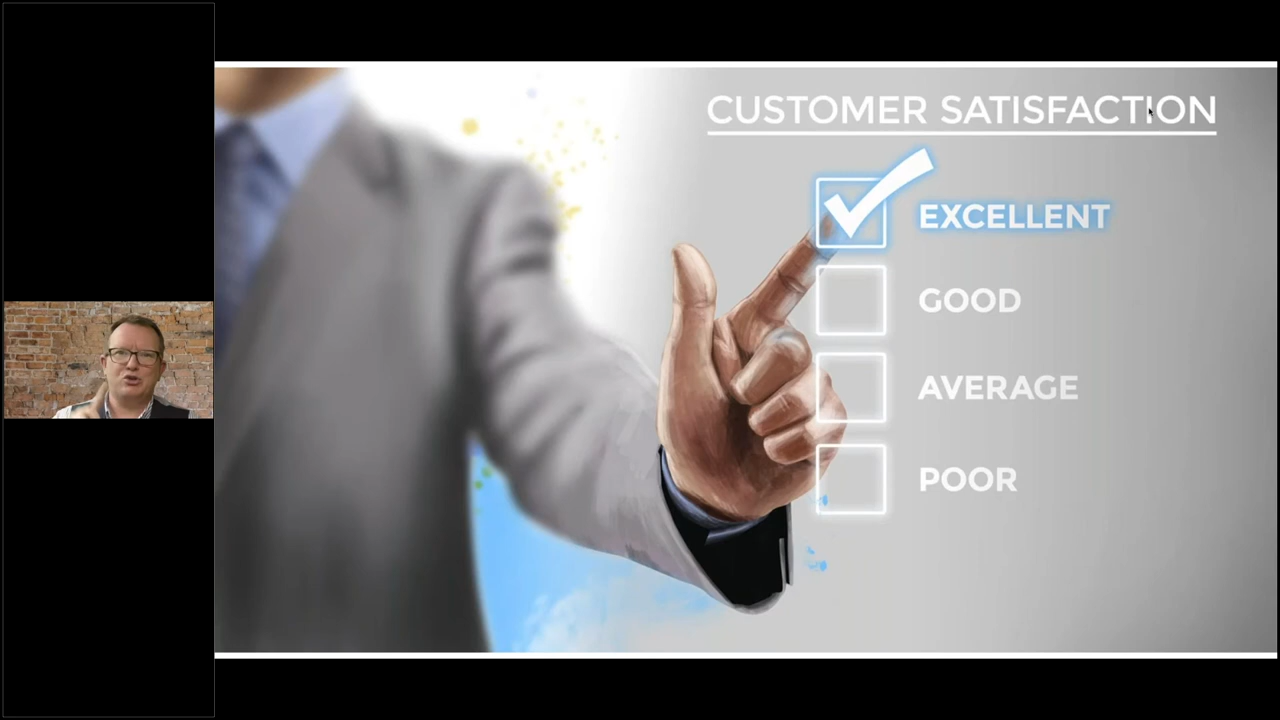 CUSTOMER SATISFACTION
EXCELLENT
GOOD
AVERAGE
POOR